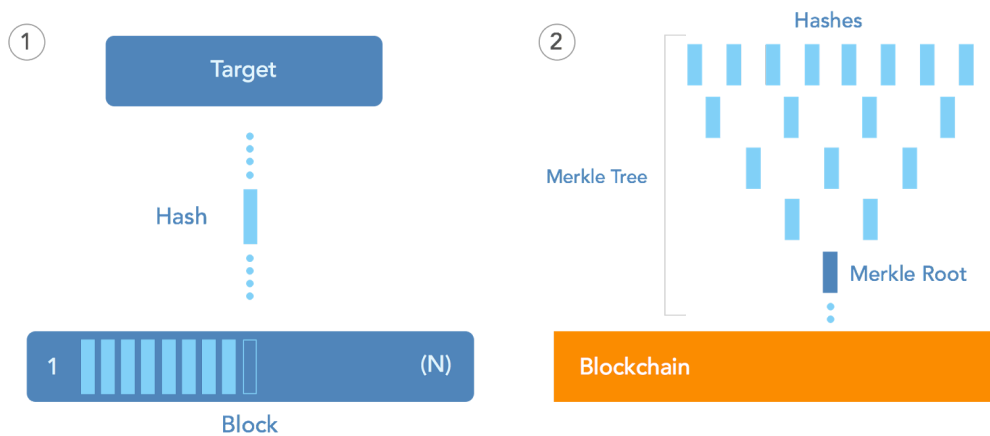 1
Target
Hash
1
(N)
Block
2
Hashes
Merkle Tree
Merkle Root
Blockchain